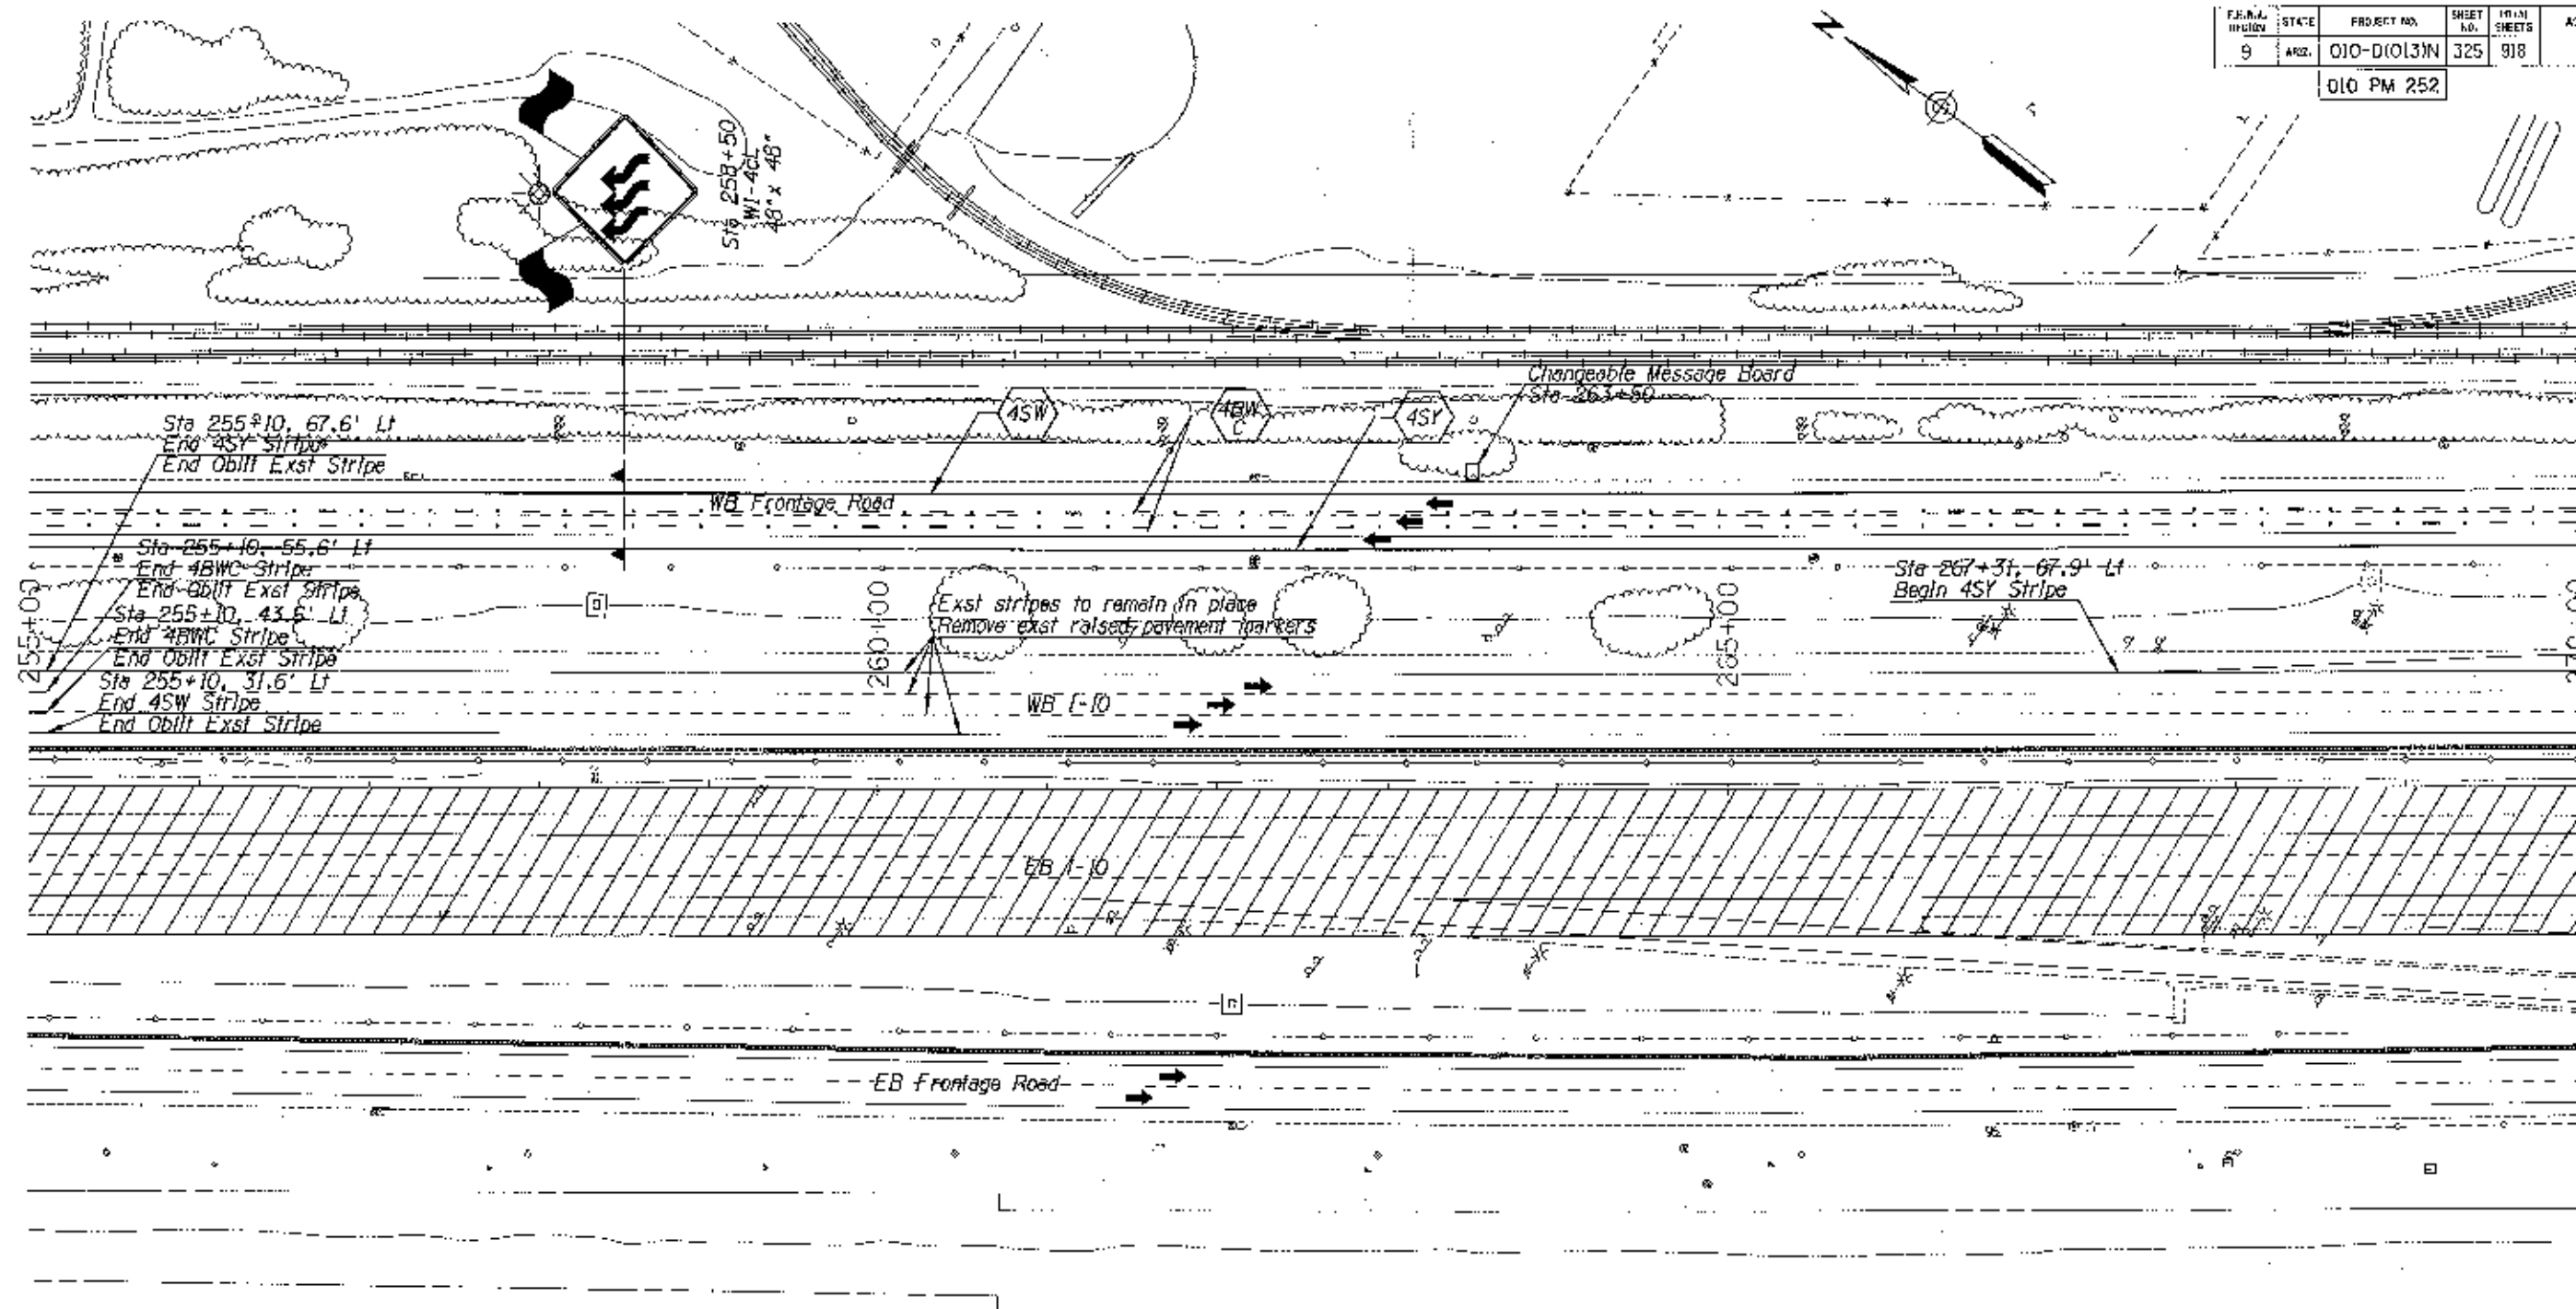 F.H.W.A. REGION
STATE
PROJECT NO.
SHEET NO.
TOTAL SHEETS
9
ARIZ.
010-D(013)N
325
918
010 PM 252
Sta 258+50
W1-4cL
48" x 48"
Changeable Message Board
Sta 263+50
4SW
4BW
C
4SY
Sta 255+10, 67.6' Lt
End 4SY Stripe
End Oblit Exst Stripe
WB Frontage Road
Sta 255+10, 55.6' Lt
End 4BWC Stripe
End Oblit Exst Stripe
Sta 255+10, 43.6' Lt
End 4BWC Stripe
End Oblit Exst Stripe
Sta 255+10, 31.6' Lt
End 4SW Stripe
End Oblit Exst Stripe
255+00
260+00
Exst stripes to remain in place
Remove exst raised pavement markers
265+00
Sta 267+31, 67.9' Lt
Begin 4SY Stripe
WB I-10
EB I-10
EB Frontage Road